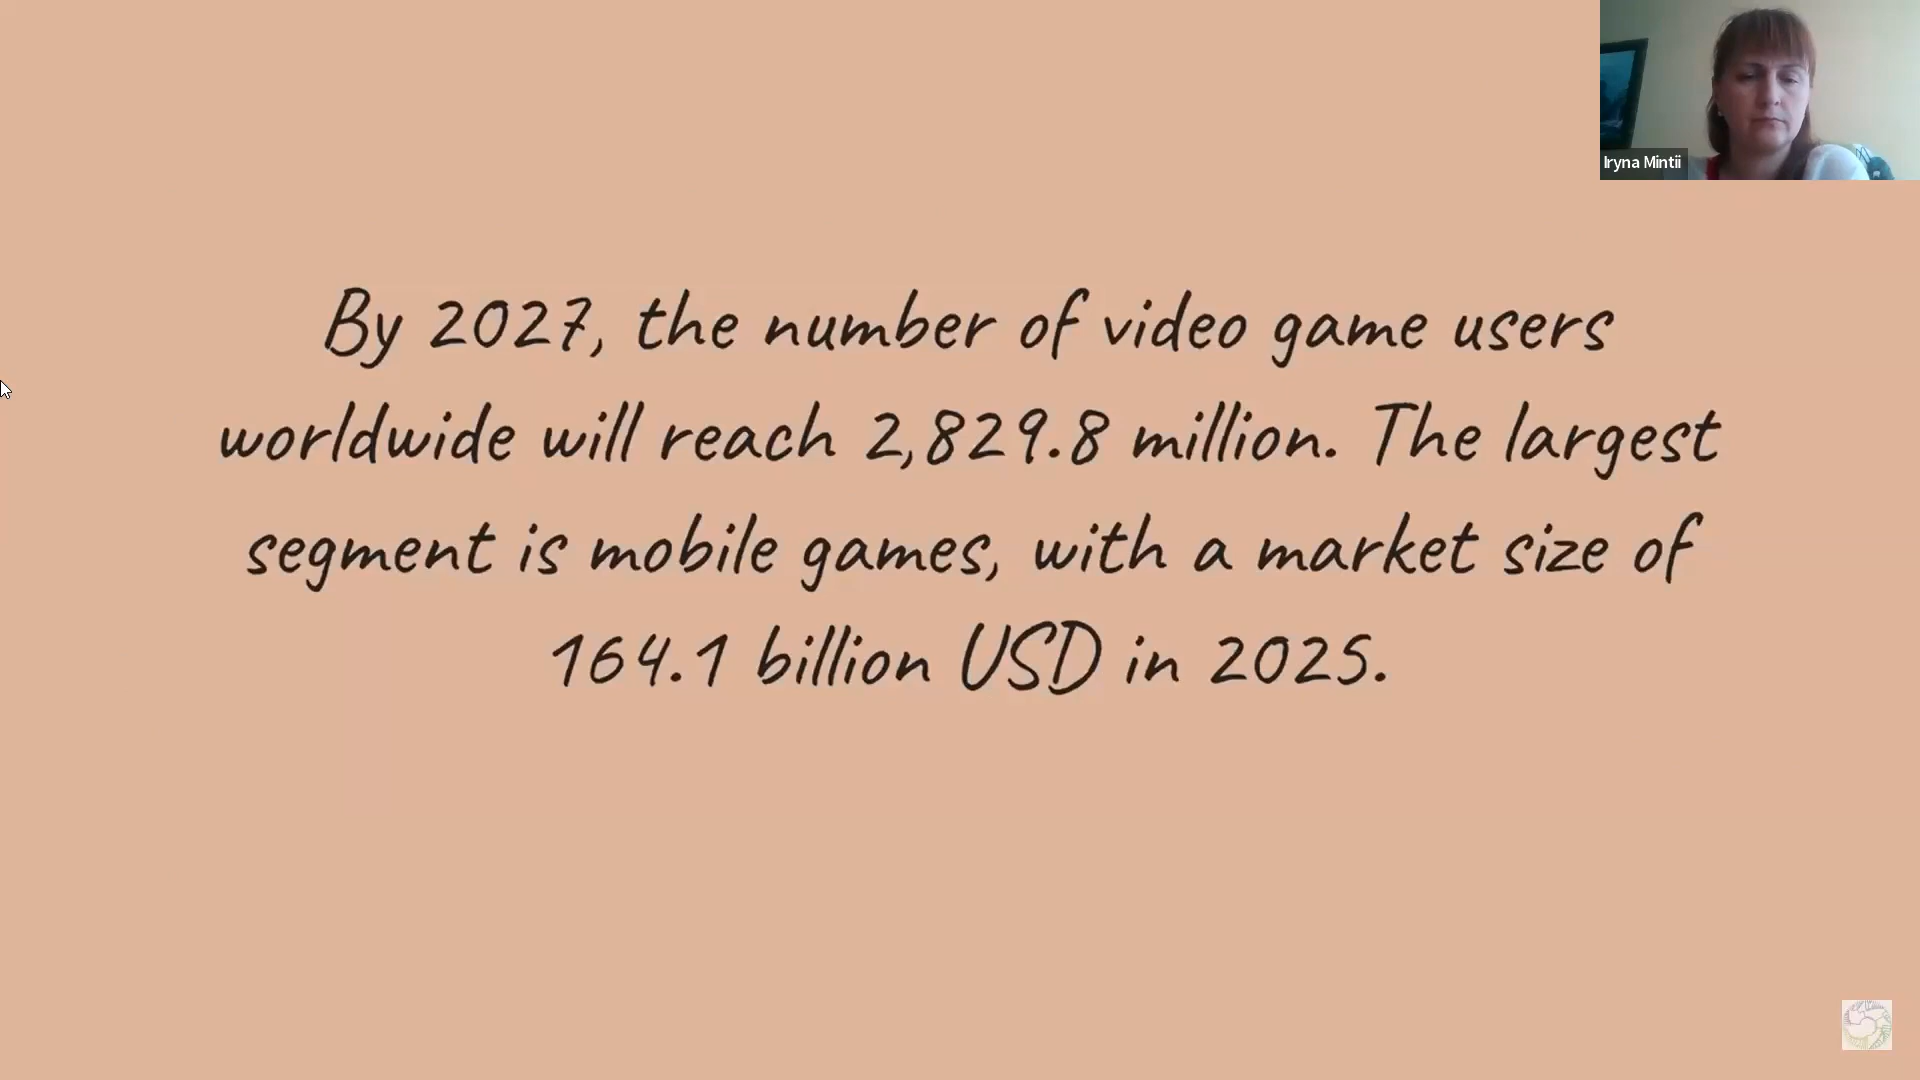 Iryna Mintii
By 2027, the number of video game users
worldwide will reach 2,829.8 million. The largest
segment is mobile games, with a market size of
164.1 billion USD in 2025.